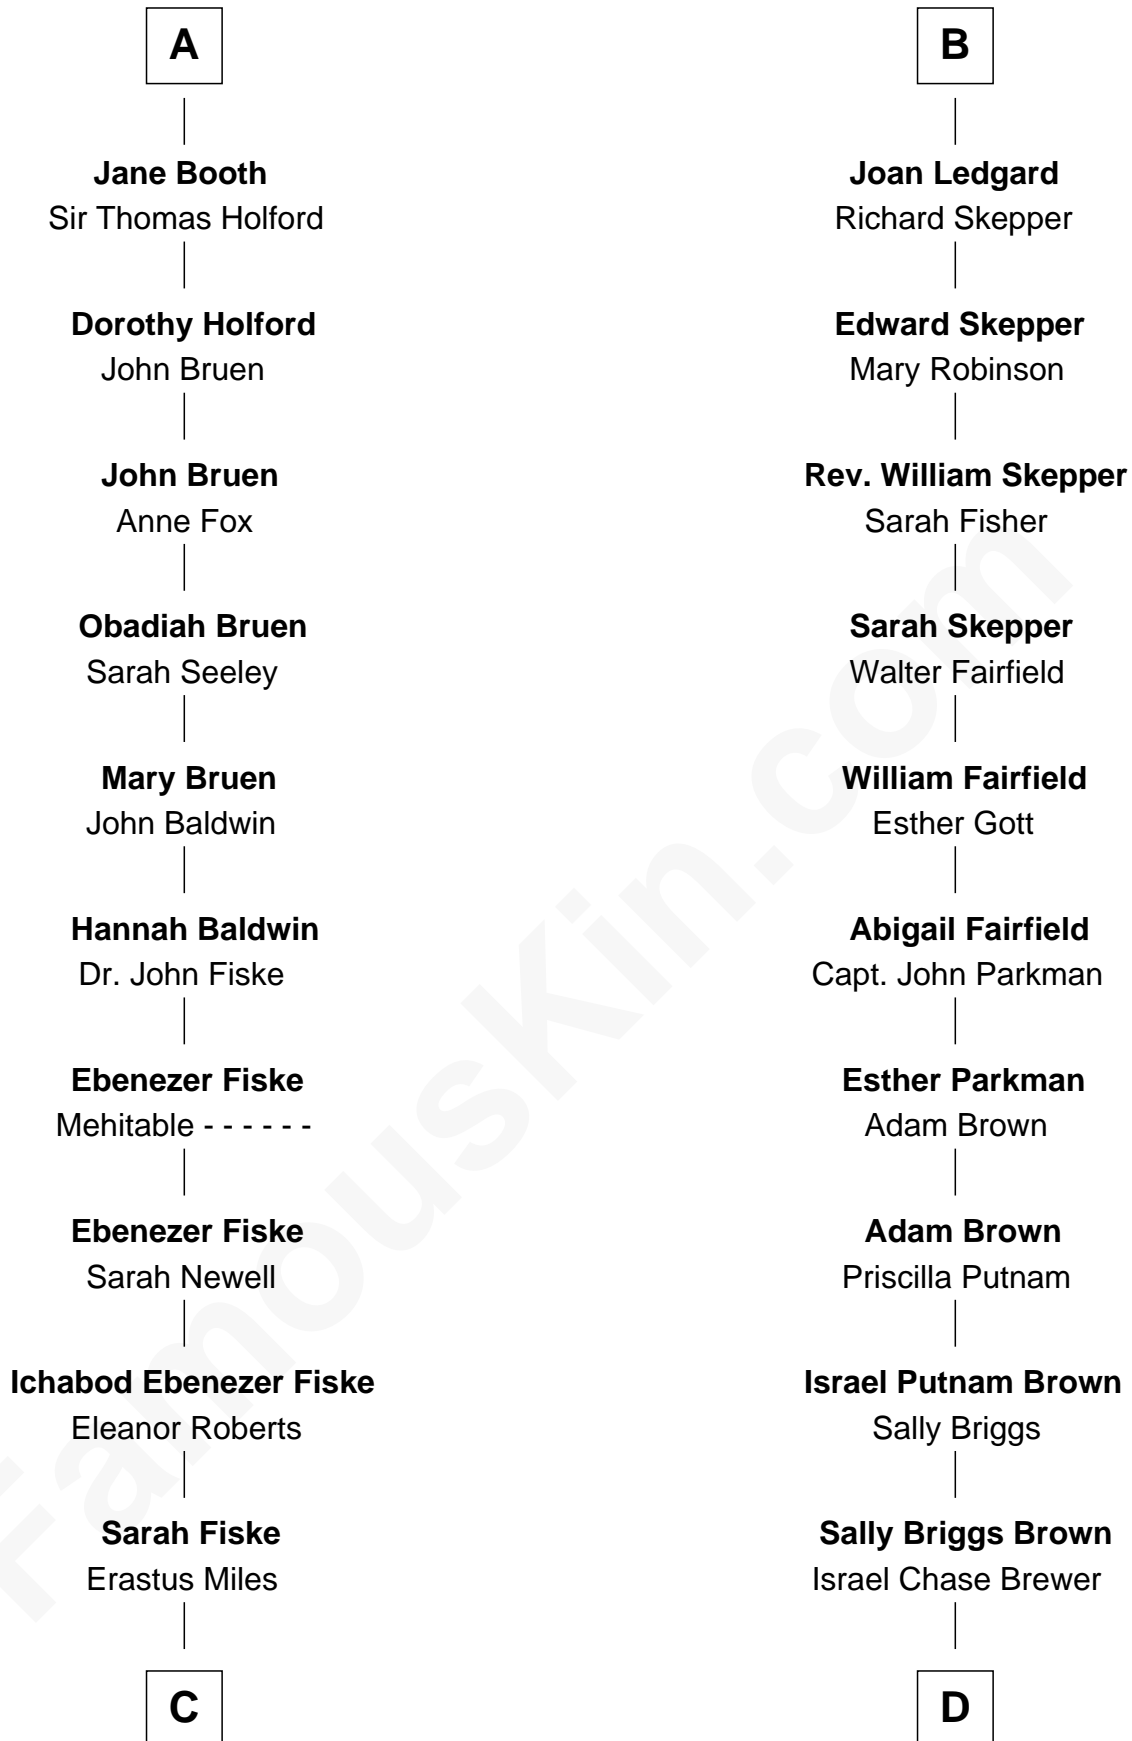 A
Jane Booth
Sir Thomas Holford
Dorothy Holford
John Bruen
John Bruen
Anne Fox
Obadiah Bruen
Sarah Seeley
Mary Bruen
John Baldwin
Hannah Baldwin
Dr. John Fiske
Ebenezer Fiske
Mehitable - - - - - -
Ebenezer Fiske
Sarah Newell
Ichabod Ebenezer Fiske
Eleanor Roberts
Sarah Fiske
Erastus Miles
C
B
Joan Ledgard
Richard Skepper
Edward Skepper
Mary Robinson
Rev. William Skepper
Sarah Fisher
Sarah Skepper
Walter Fairfield
William Fairfield
Esther Gott
Abigail Fairfield
Capt. John Parkman
Esther Parkman
Adam Brown
Adam Brown
Priscilla Putnam
Israel Putnam Brown
Sally Briggs
Sally Briggs Brown
Israel Chase Brewer
D
FamousKin.com